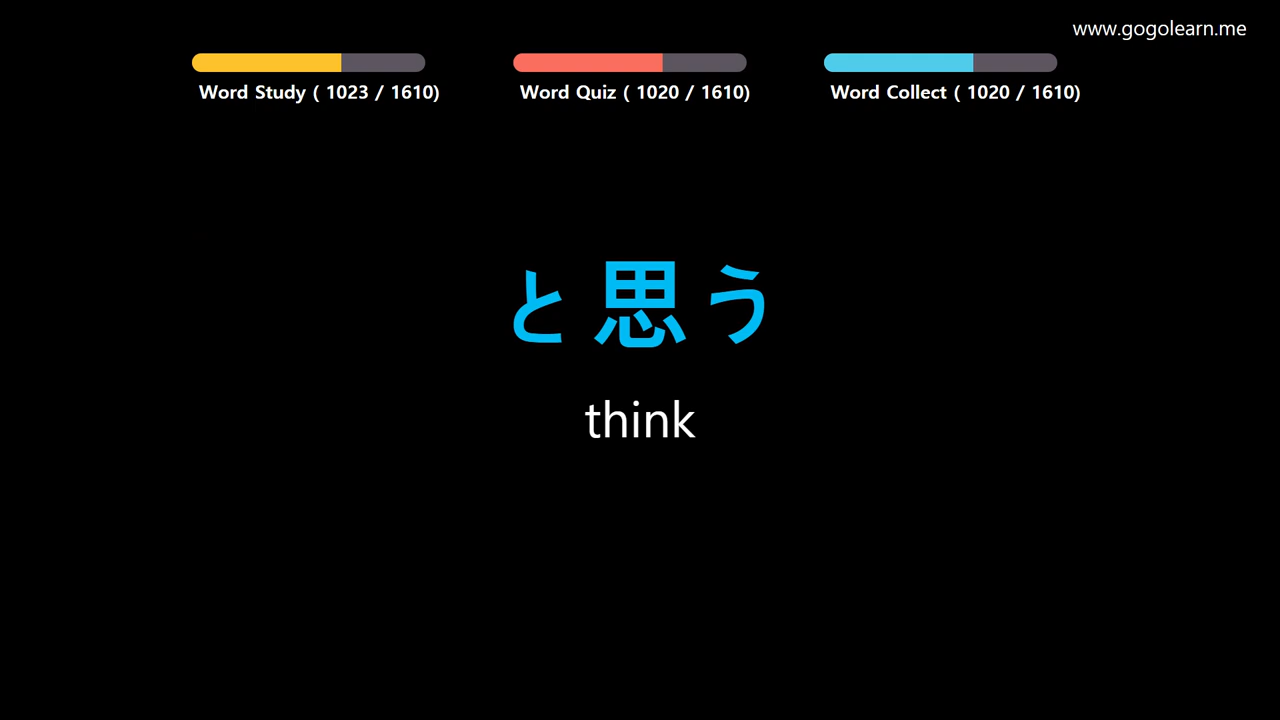 www.gogolearn.me
Word Study ( 1023 / 1610)
Word Quiz ( 1020 / 1610)
Word Collect ( 1020 / 1610)
と思う
think